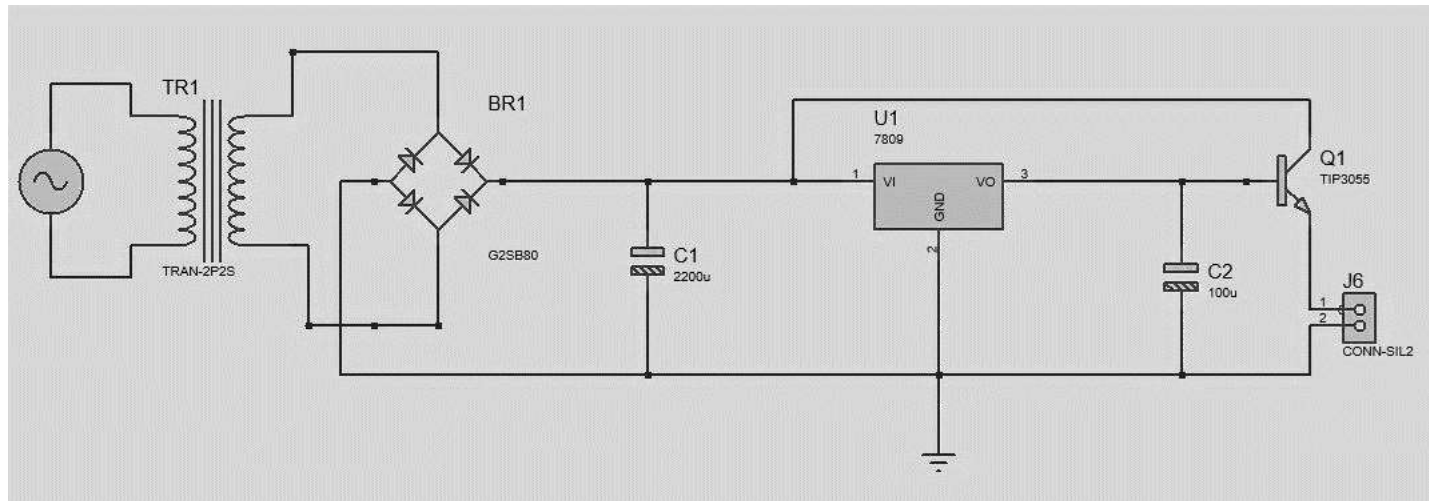 TR1
TRAN-2P2S
BR1
G2SB80
C1
2200u
U1
7809
1
VI
VO
3
GND
2
C2
100u
Q1
TIP3055
J6
1
2
CONN-SIL2